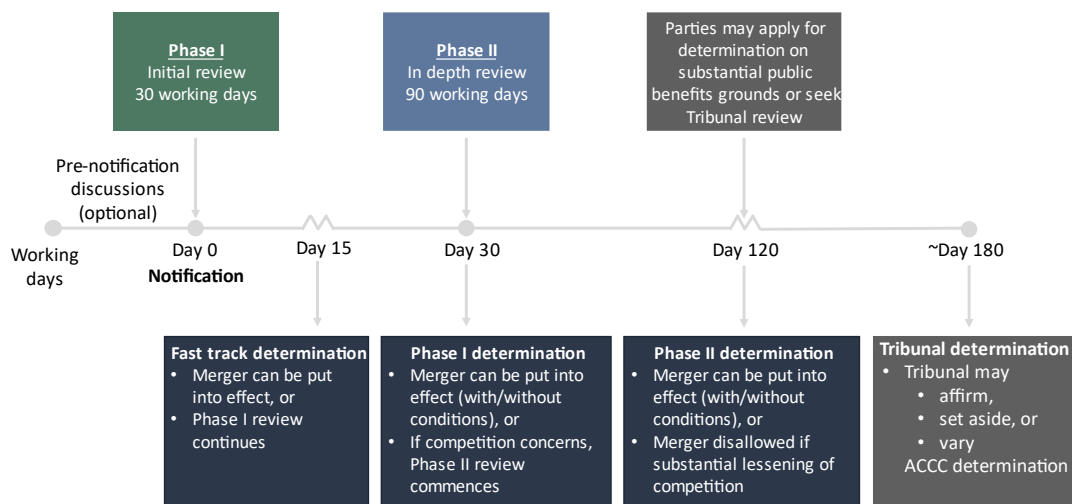 Phase I
Initial review
30 working days
Phase II
In depth review
90 working days
Parties may apply for
determination on
substantial public
benefits grounds or seek
Tribunal review
Pre-notification
discussions
(optional)
Working
days
Day 0
Notification
Day 15
Day 30
Day 120
~Day 180
Fast track determination
• Merger can be put
into effect, or
• Phase I review
continues
Phase I determination
• Merger can be put into
effect (with/without
conditions), or
• If competition concerns,
Phase II review
commences
Phase II determination
• Merger can be put into
effect (with/without
conditions), or
• Merger disallowed if
substantial lessening of
competition
Tribunal determination
• Tribunal may
• affirm,
• set aside, or
• vary
ACCC determination